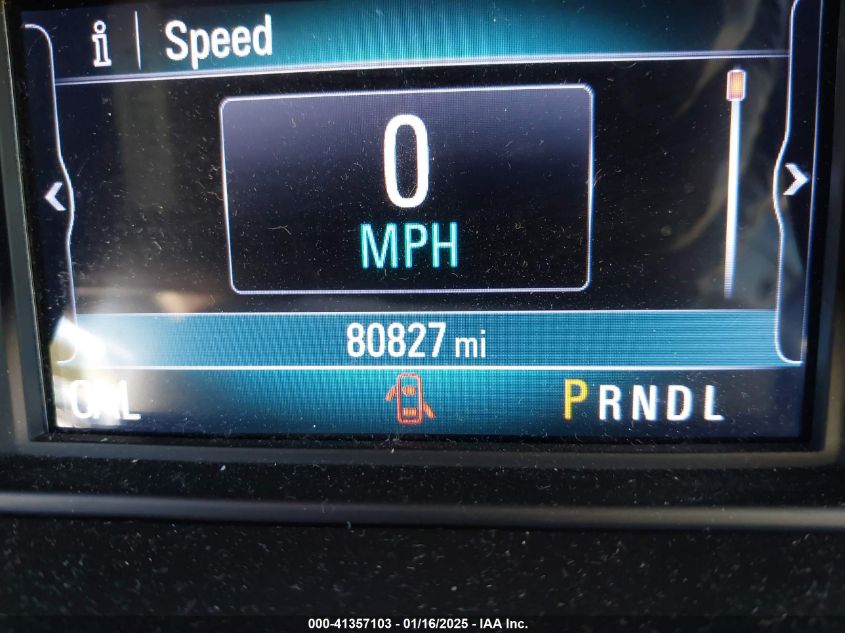 i | Speed
0
MPH
80827 mi
PRNDL
000-41357103 - 01/16/2025 - IAA Inc.